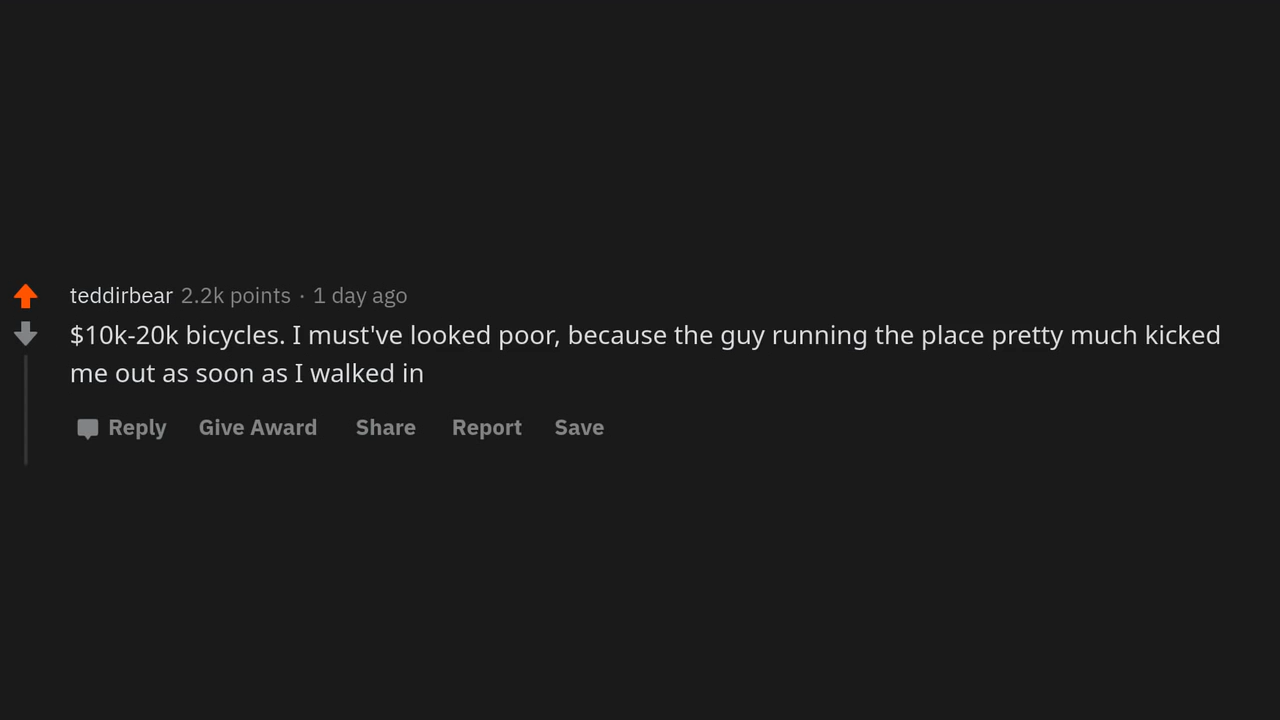 teddirbear 2.2k points · 1 day ago
$10k-20k bicycles. I must've looked poor, because the guy running the place pretty much kicked
me out as soon as I walked in
Reply Give Award Share Report Save